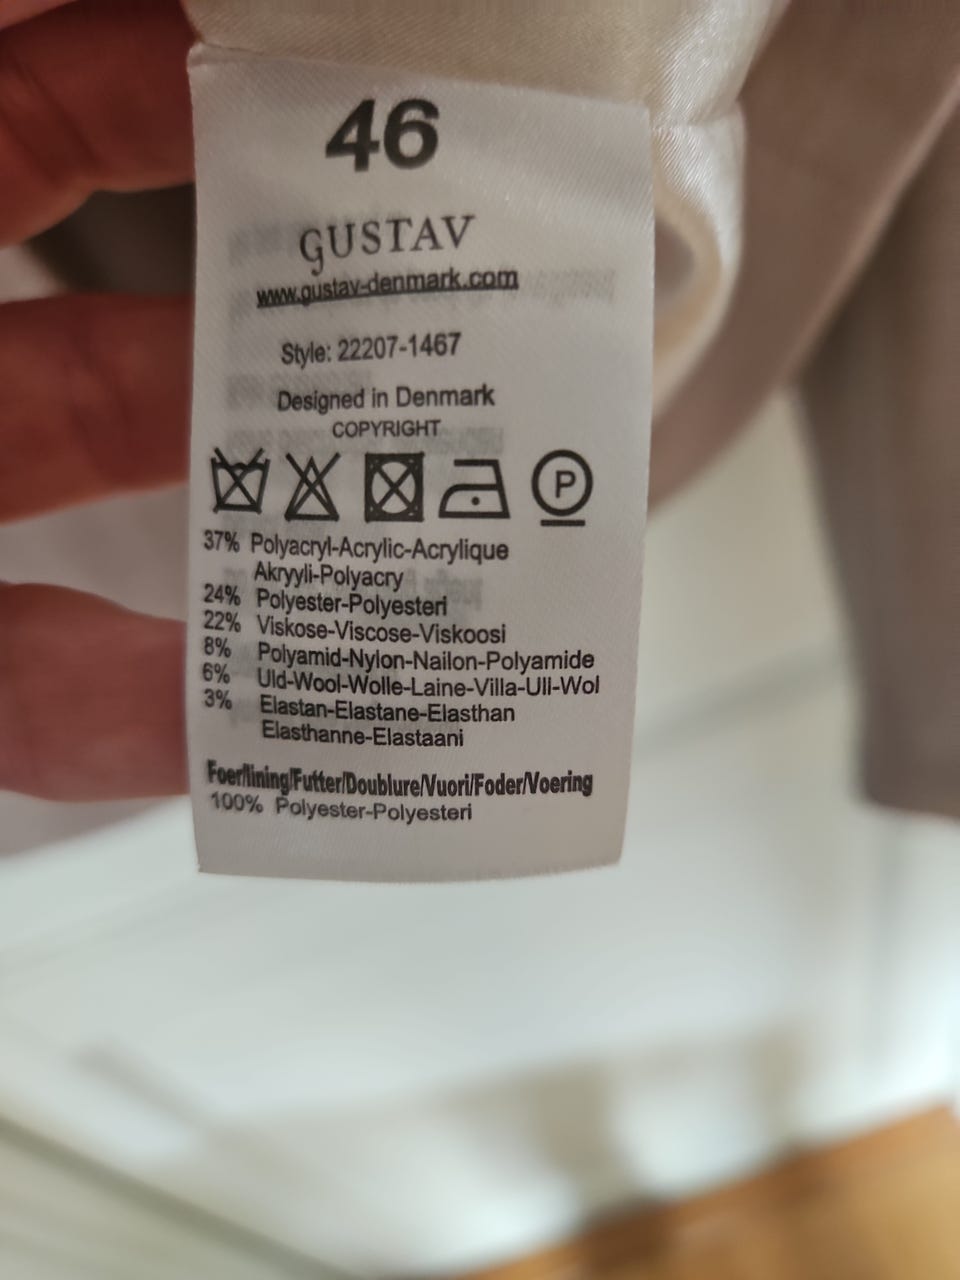 46
GUSTAV
www.gustav-denmark.com
Style: 22207-1467
Designed in Denmark
COPYRIGHT
P
37% Polyacryl-Acrylic-Acrylique
Akryyli-Polyacry
24% Polyester-Polyesteri
22% Viskose-Viscose-Viskoosi
8% Polyamid-Nylon-Nailon-Polyamide
6% Uld-Wool-Wolle-Laine-Villa-Ull-Wol
3% Elastan-Elastane-Elasthan
Elasthanne-Elastaani
Foer/lining/Futter/Doublure/Vuori/Foder/Voering
100% Polyester-Polyesteri